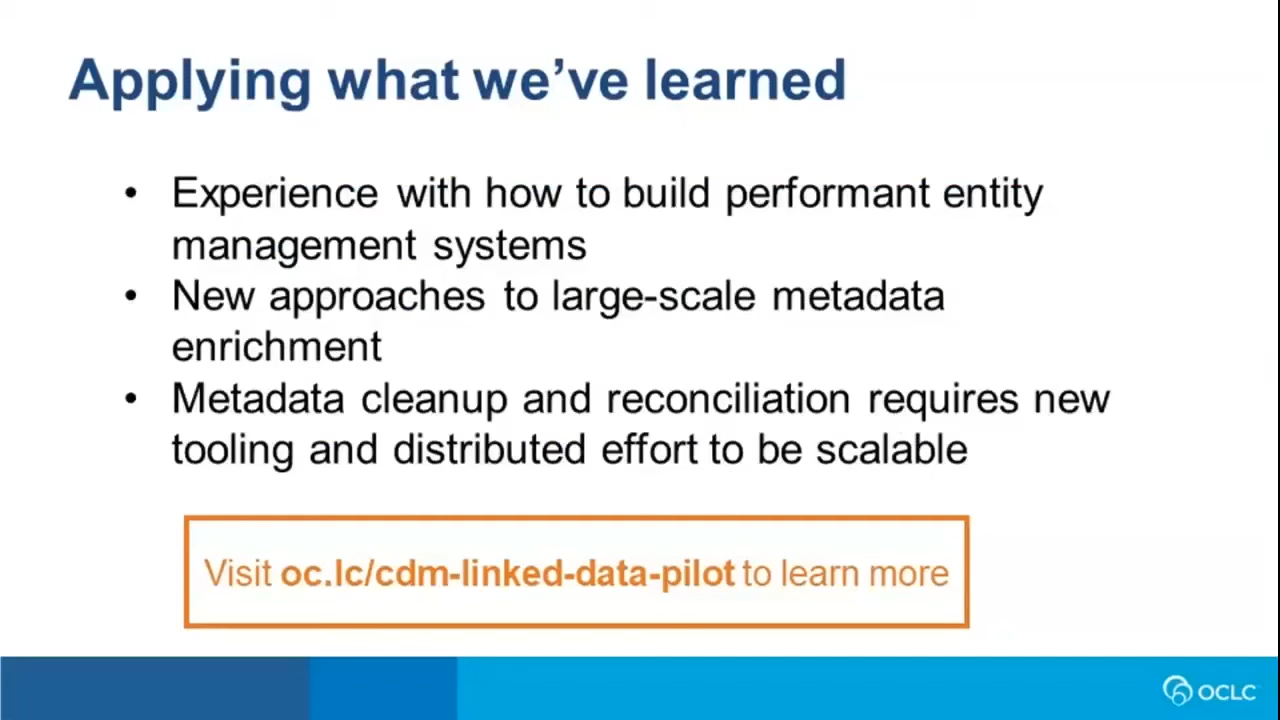 Applying what we’ve learned
• Experience with how to build performant entity
management systems
• New approaches to large-scale metadata
enrichment
• Metadata cleanup and reconciliation requires new
tooling and distributed effort to be scalable
Visit oc.lc/cdm-linked-data-pilot to learn more
OCLC